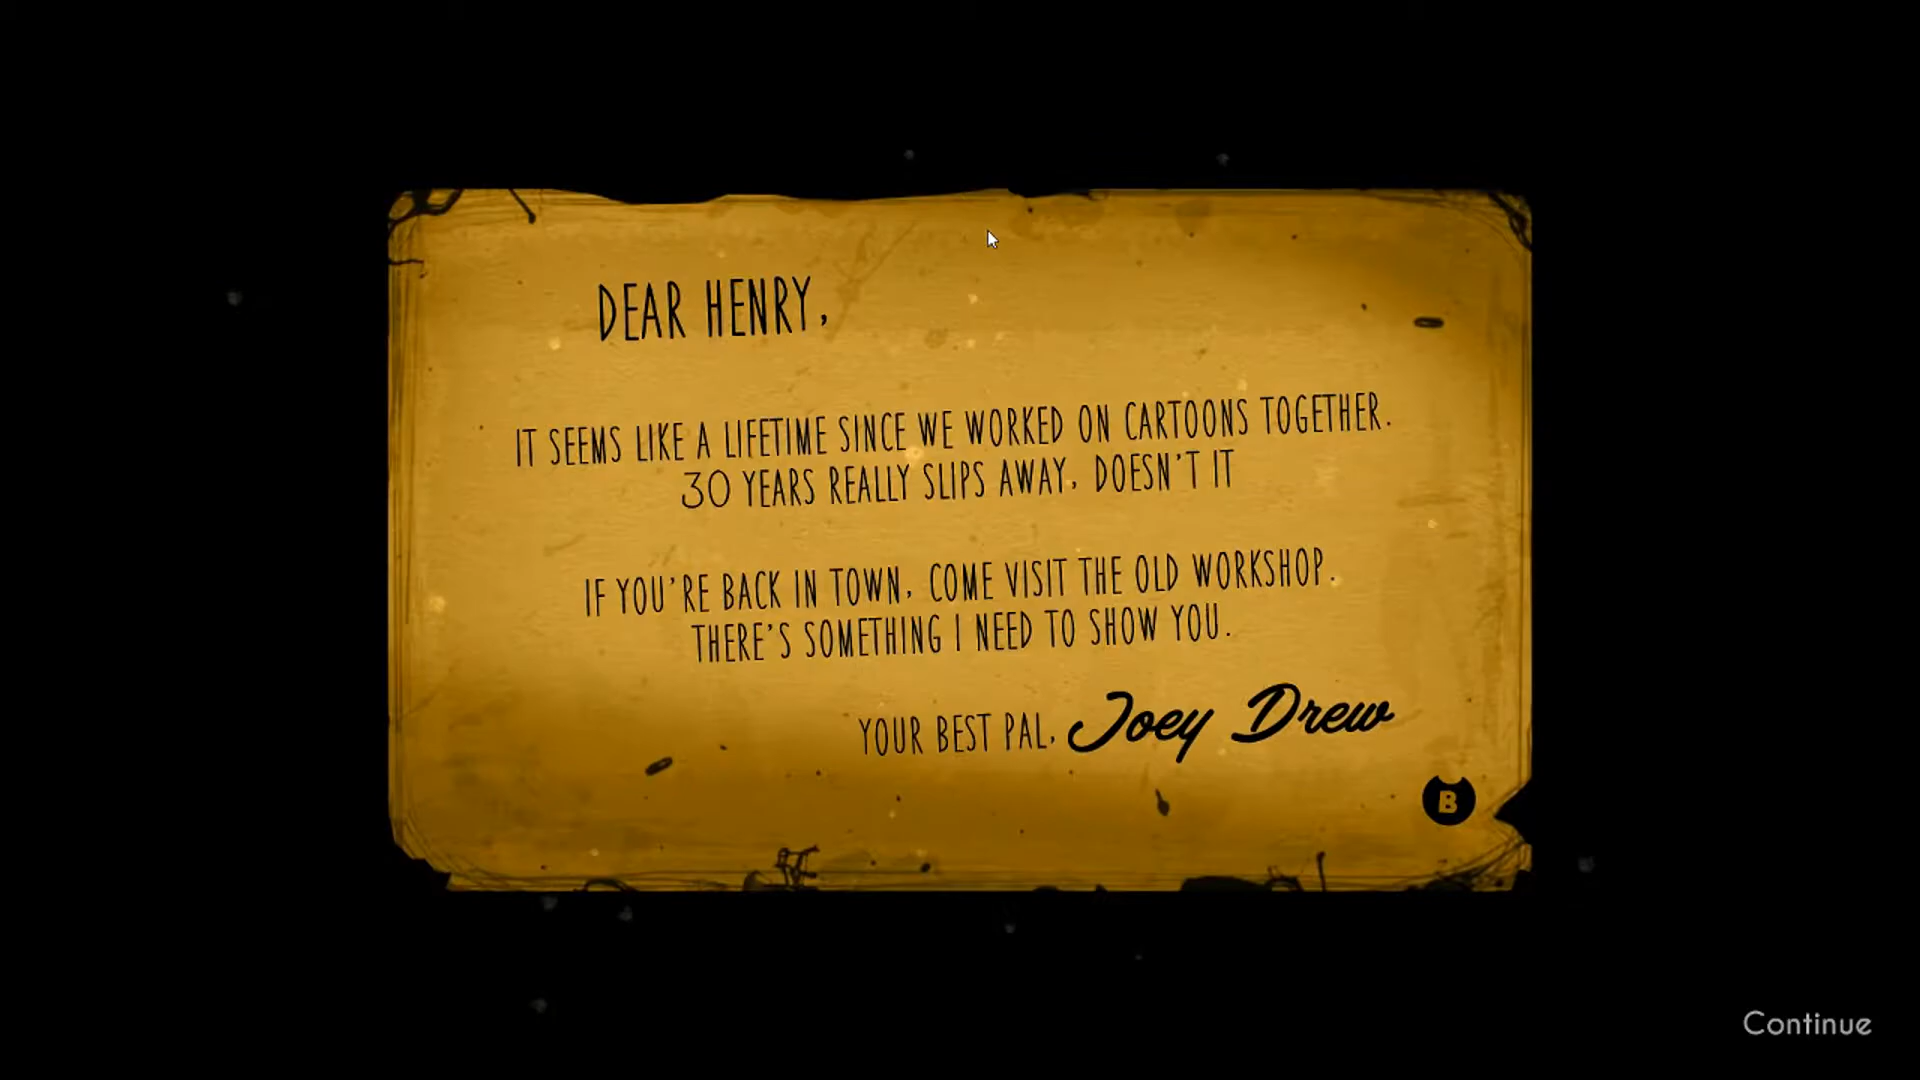 DEAR HENRY,
IT SEEMS LIKE A LIFETIME SINCE WE WORKED ON CARTOONS TOGETHER.
30 YEARS REALLY SLIPS AWAY, DOESN'T IT
IF YOU'RE BACK IN TOWN, COME VISIT THE OLD WORKSHOP.
THERE'S SOMETHING I NEED TO SHOW YOU.
YOUR BEST PAL, Joey Drew
B
Continue